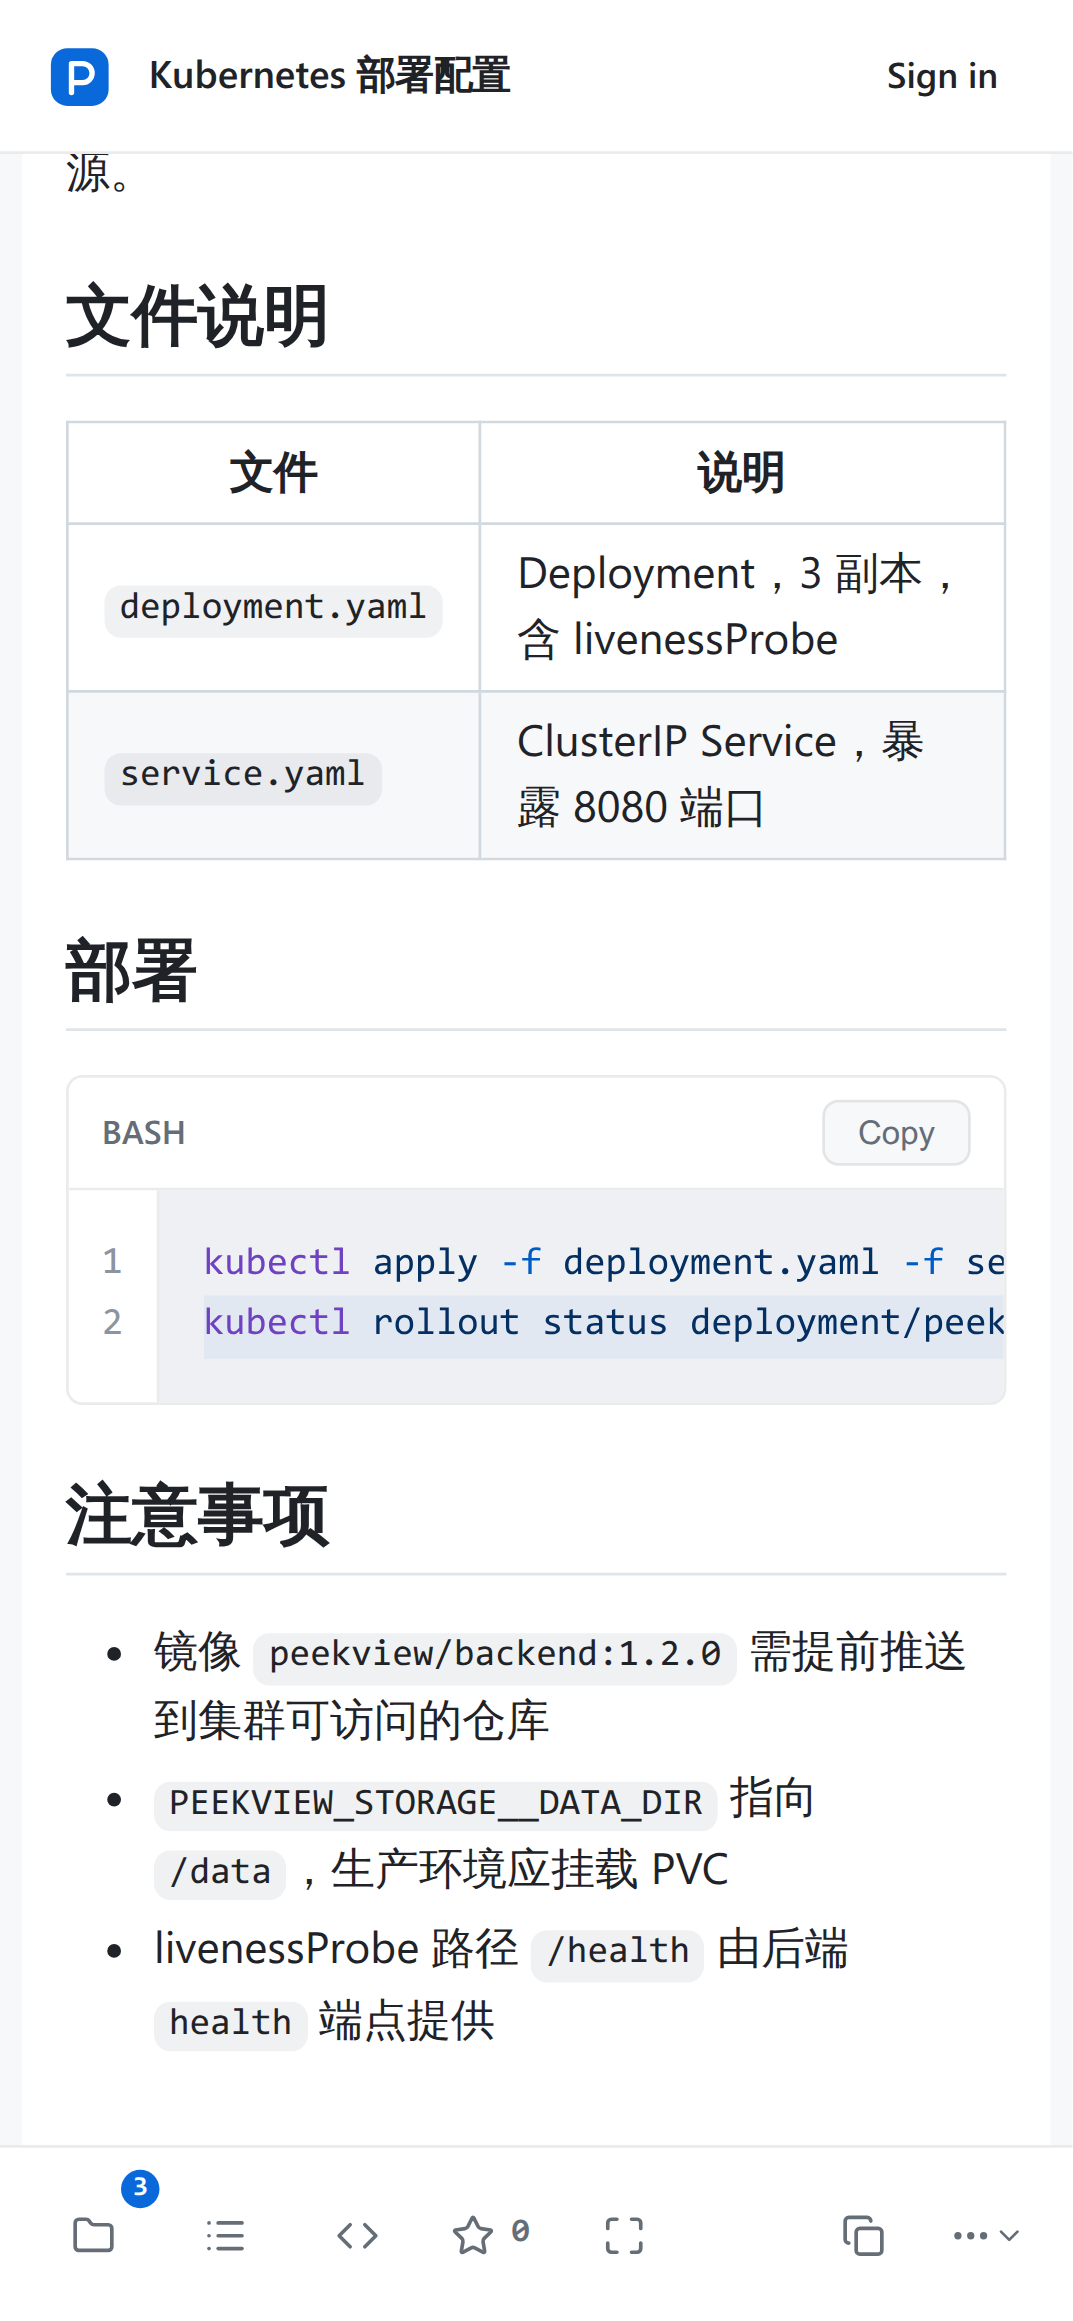 P
Kubernetes 部署配置
Sign in
源。
文件说明
文件
说明
deployment.yaml
Deployment，3 副本，
含 livenessProbe
service.yaml
ClusterIP Service，暴
露 8080 端口
部署
BASH
Copy
1
kubectl apply -f deployment.yaml -f se
2
kubectl rollout status deployment/peek
注意事项
镜像 peekview/backend:1.2.0 需提前推送
到集群可访问的仓库
PEEKVIEW_STORAGE__DATA_DIR 指向
/data，生产环境应挂载 PVC
livenessProbe 路径 /health 由后端
health 端点提供
3
0